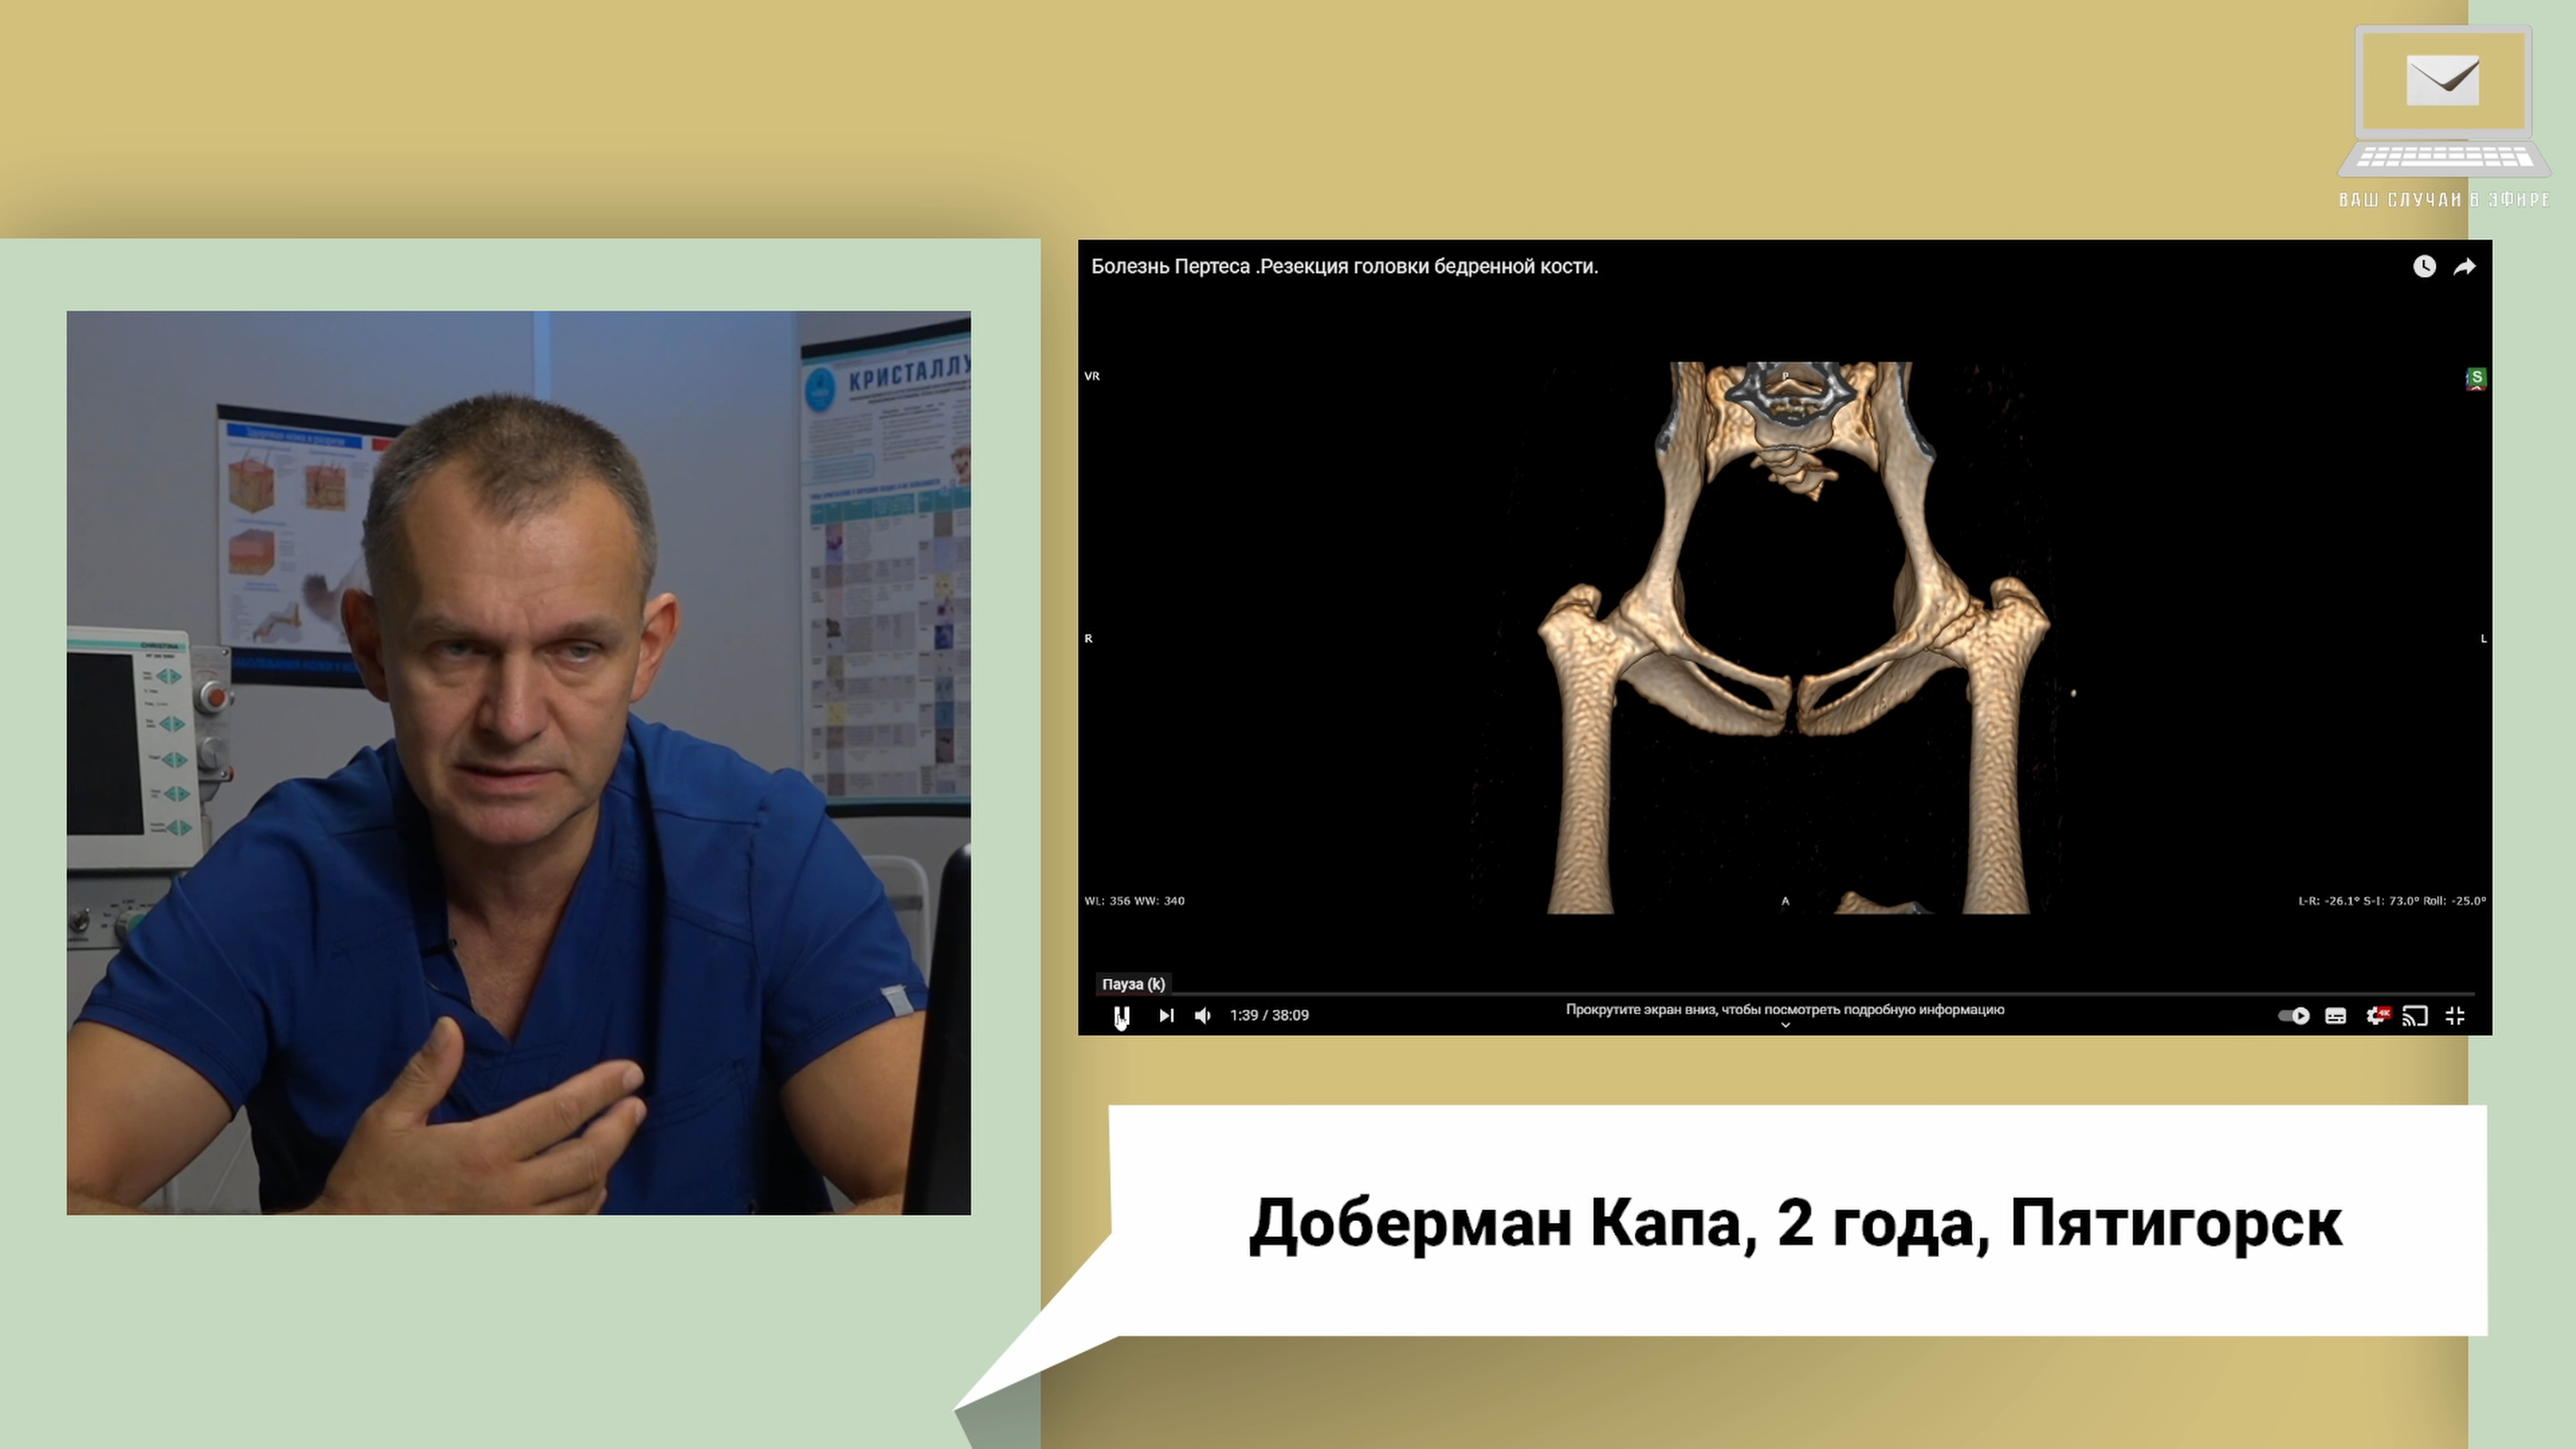 ВАШ СЛУЧАЙ В ЭФИРЕ
Болезнь Пертеса .Резекция головки бедренной кости.
КРИСТАЛЛУ
CHRISTINA
VR
P
S
R
L
WL: 356 WW: 340
A
L-R: -26.1° S-I: 73.0° Roll: -25.0°
Пауза (k)
1:39 / 38:09
Прокрутите экран вниз, чтобы посмотреть подробную информацию
4K
Доберман Капа, 2 года, Пятигорск